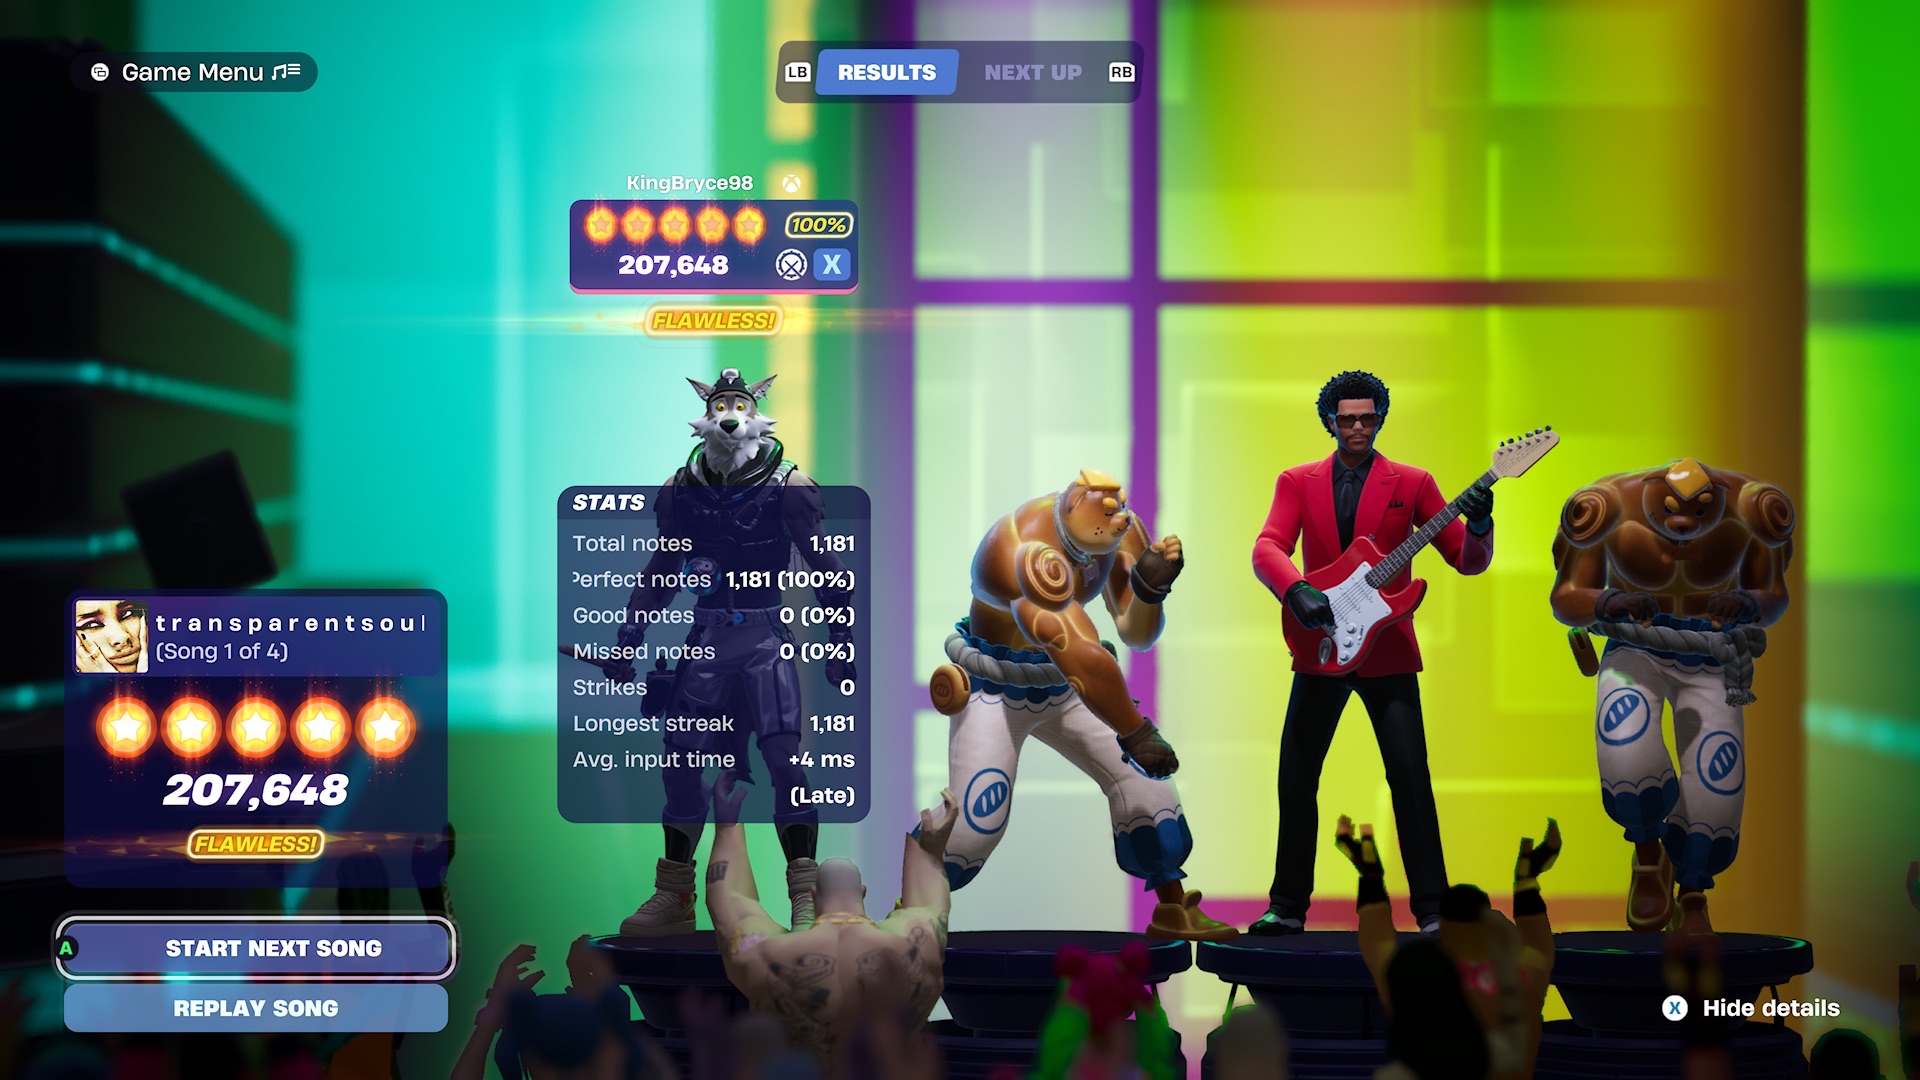 Game Menu
LB RESULTS NEXT UP RB
KingBryce98
100%
207,648 X
FLAWLESS!
STATS
Total notes 1,181
Perfect notes 1,181 (100%)
Good notes 0 (0%)
Missed notes 0 (0%)
Strikes 0
Longest streak 1,181
Avg. input time +4 ms
(Late)
transparentsoul
(Song 1 of 4)
207,648
FLAWLESS!
A START NEXT SONG
REPLAY SONG
X Hide details